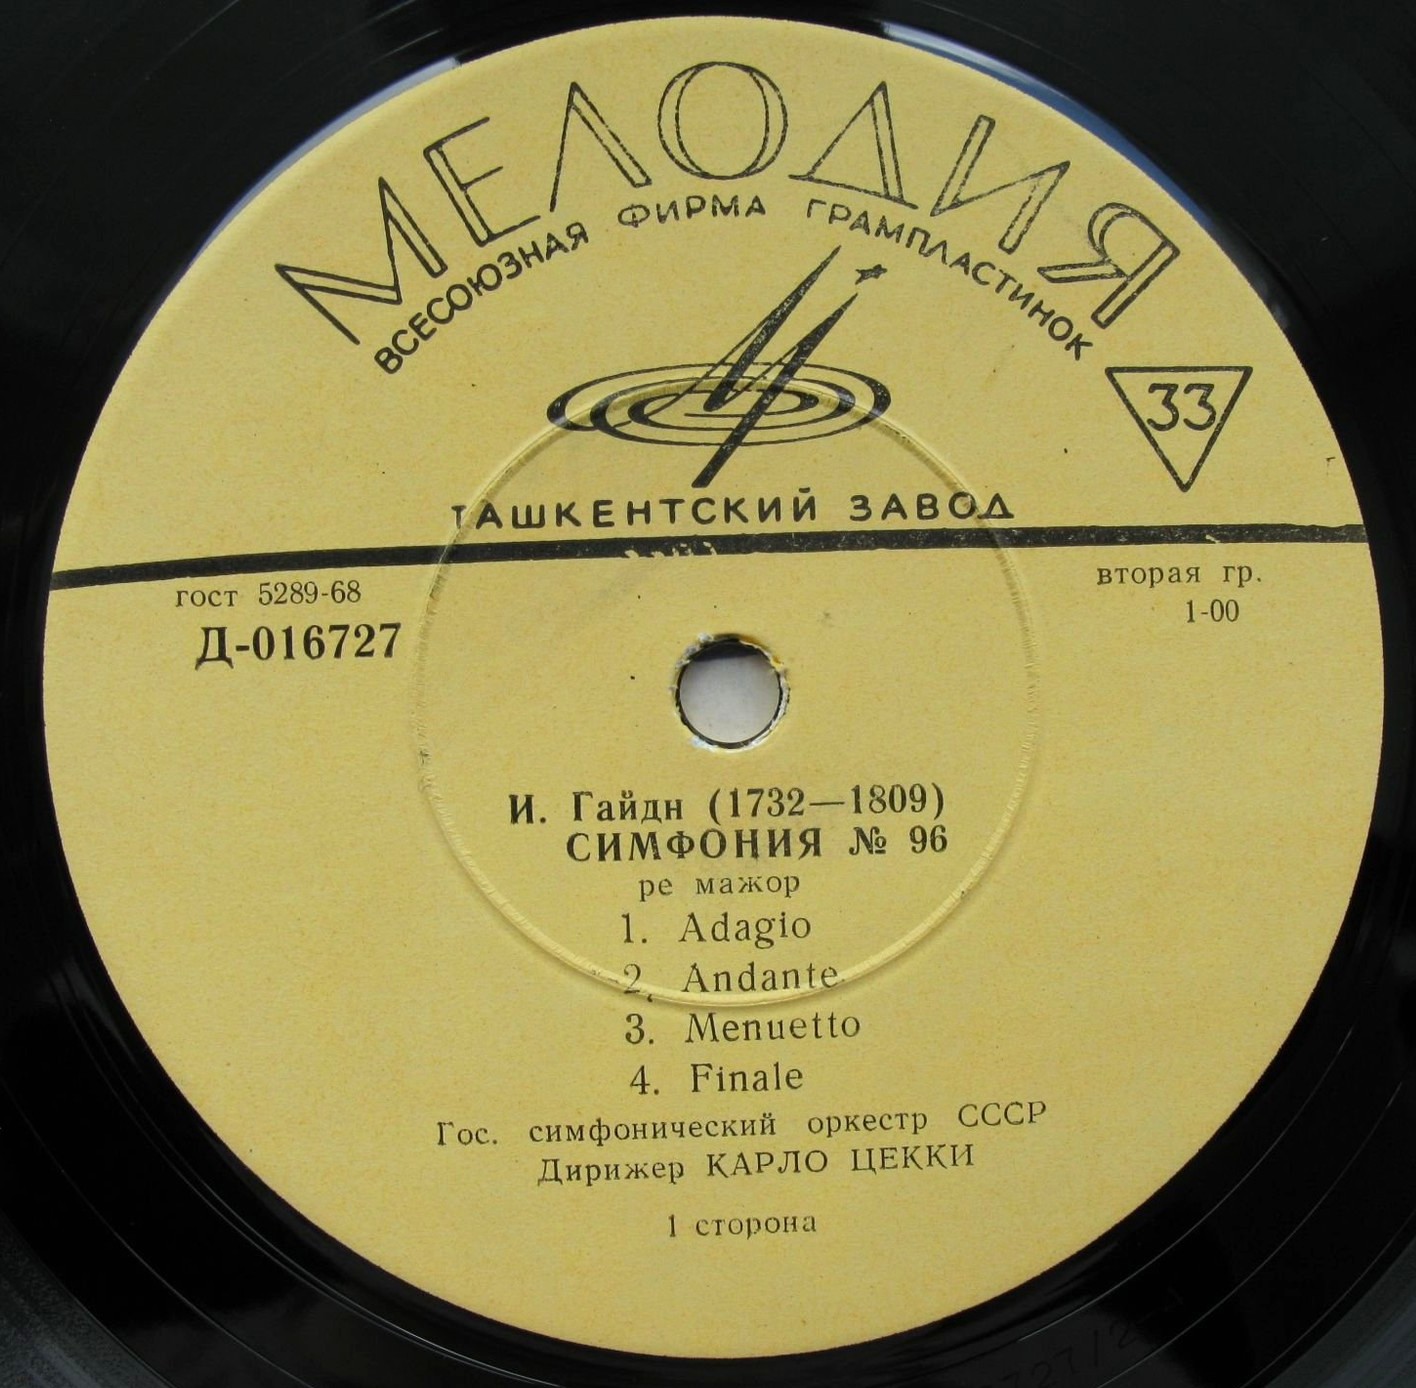 МЕЛОДИЯ
ВСЕСОЮЗНАЯ ФИРМА ГРАМПЛАСТИНОК
33
ТАШКЕНТСКИЙ ЗАВОД
гост 5289-68
вторая гр.
1-00
Д-016727
И. Гайдн (1732—1809)
СИМФОНИЯ № 96
ре мажор
1. Adagio
2. Andante
3. Menuetto
4. Finale
Гос. симфонический оркестр СССР
Дирижер КАРЛО ЦЕККИ
1 сторона